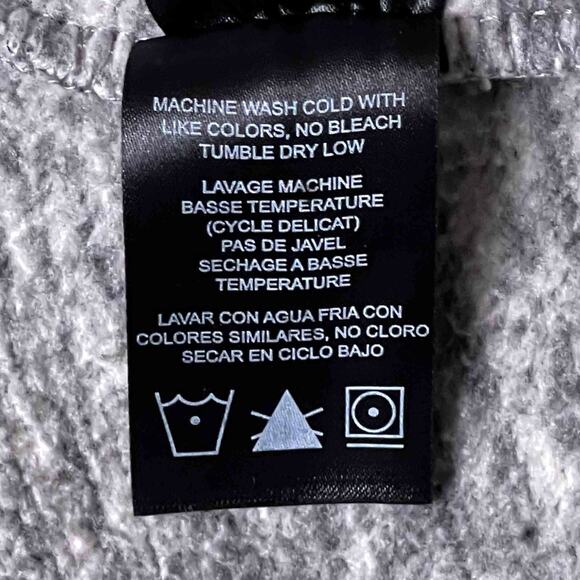 MACHINE WASH COLD WITH
LIKE COLORS, NO BLEACH
TUMBLE DRY LOW
LAVAGE MACHINE
BASSE TEMPERATURE
(CYCLE DELICAT)
PAS DE JAVEL
SECHAGE A BASSE
TEMPERATURE
LAVAR CON AGUA FRIA CON
COLORES SIMILARES, NO CLORO
SECAR EN CICLO BAJO